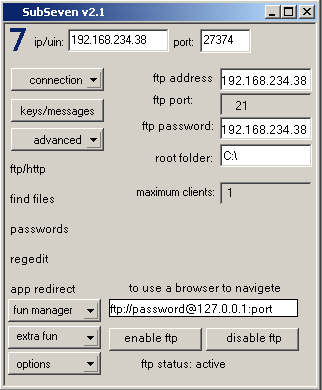 SubSeven v2.1
7 ip/uin: 192.168.234.38 port: 27374
connection
keys/messages
advanced
ftp/http
find files
passwords
regedit
app redirect
fun manager
extra fun
options
ftp address 192.168.234.38
ftp port: 21
ftp password: 192.168.234.38
root folder: C:\
maximum clients: 1
to use a browser to navigete
ftp://password@127.0.0.1:port
enable ftp disable ftp
ftp status: active